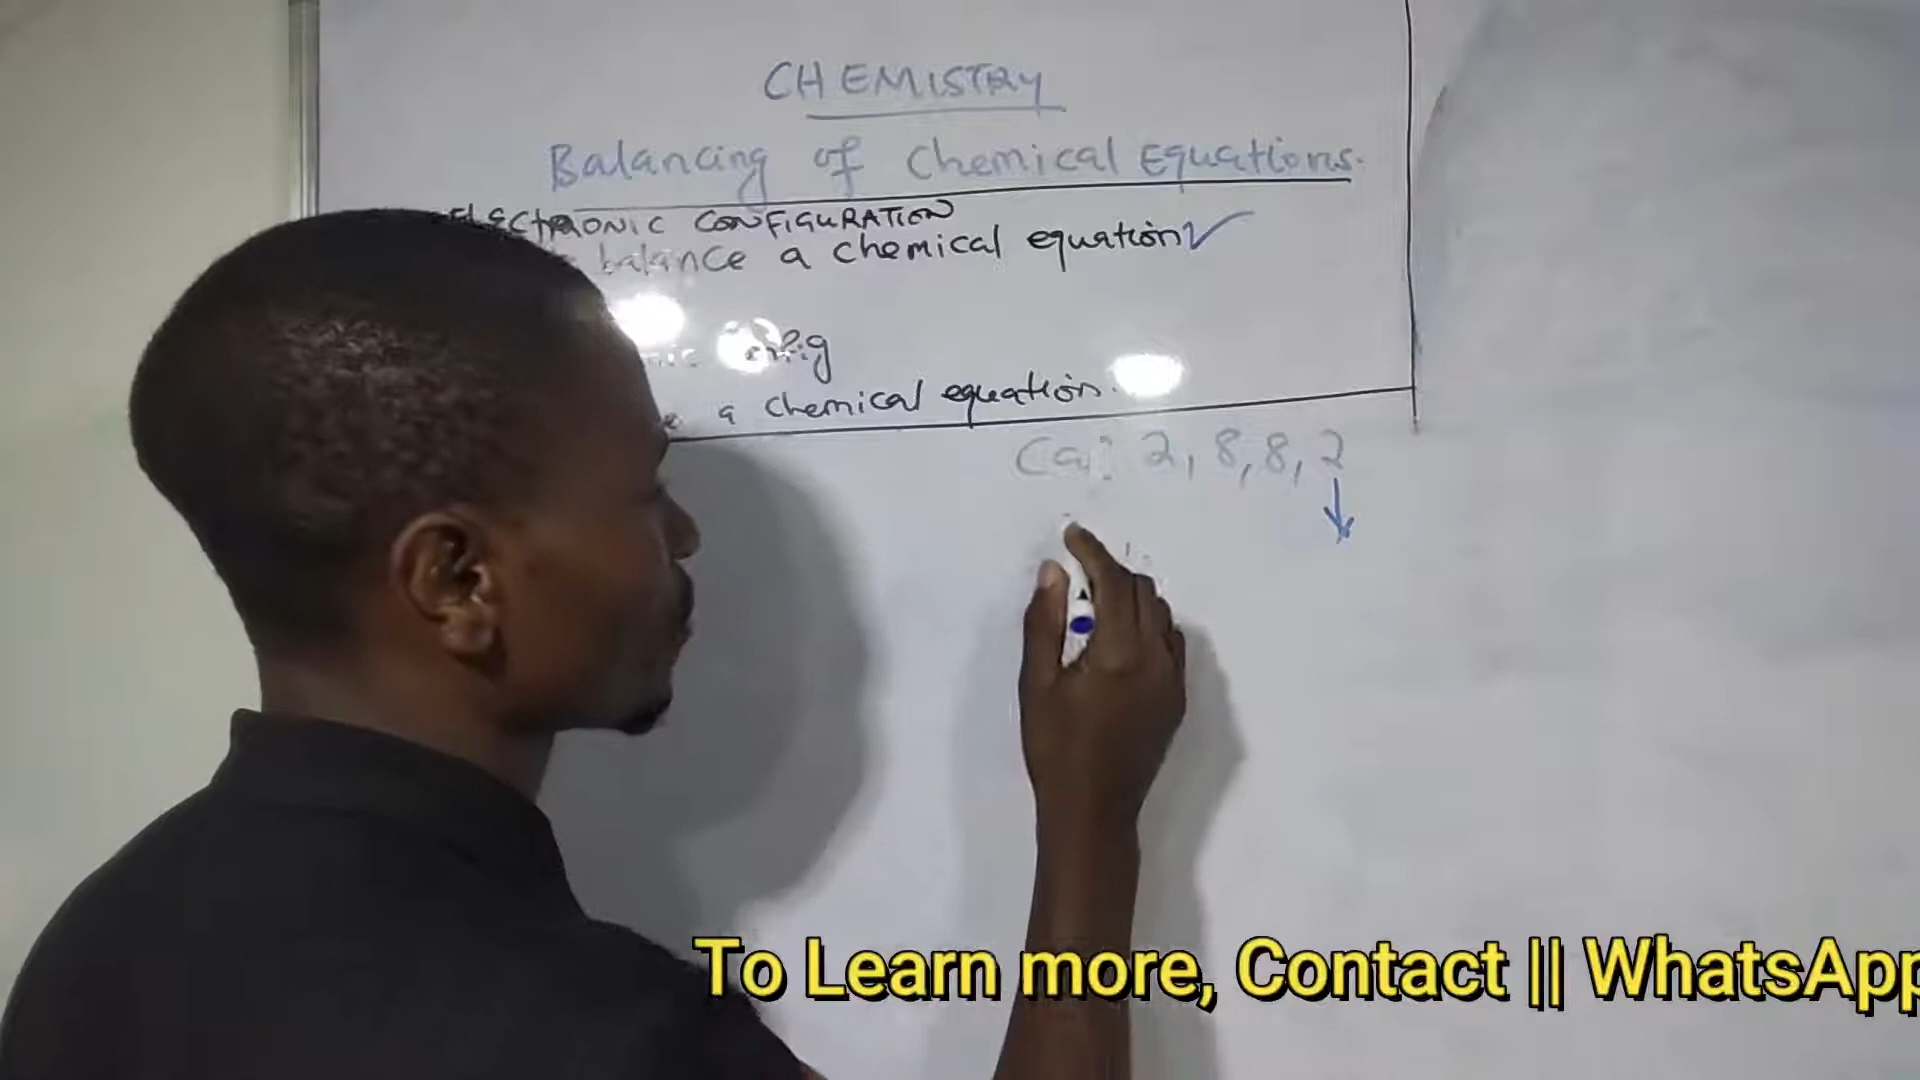 CHEMISTRY
Balancing of Chemical Equations.
ELECTRONIC CONFIGURATION
balance a chemical equation ✓
a chemical equation.
Ca: 2, 8, 8, 2
To Learn more, Contact || WhatsApp